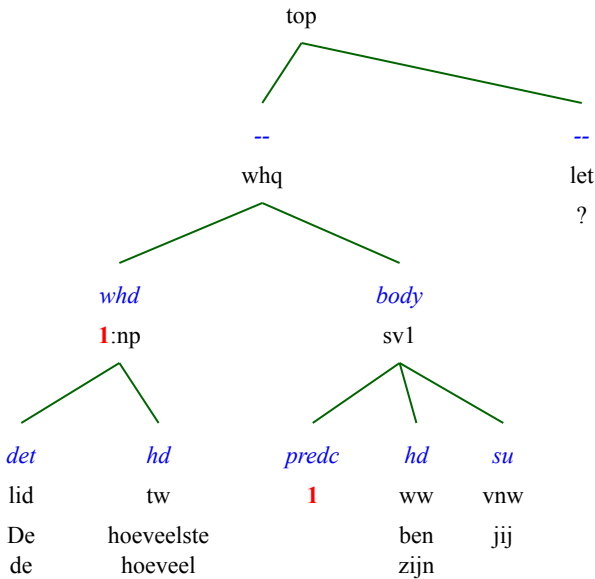 top
-- --
whq let
?
whd body
1:np sv1
det hd predc hd su
lid tw 1 ww vnw
De hoeveelste ben jij
de hoeveel zijn